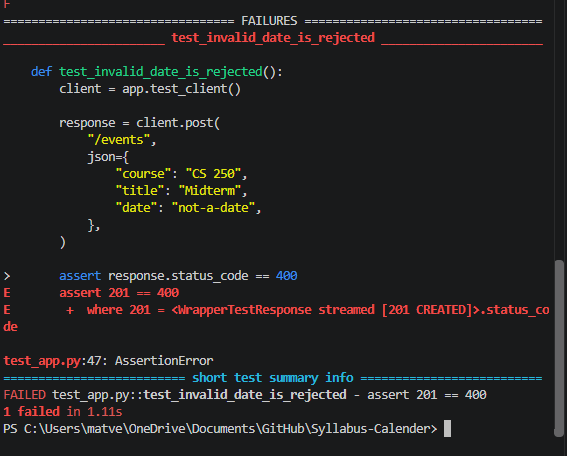 F
================================= FAILURES ==================================
_______________________ test_invalid_date_is_rejected _______________________
def test_invalid_date_is_rejected():
client = app.test_client()
response = client.post(
"/events",
json={
"course": "CS 250",
"title": "Midterm",
"date": "not-a-date",
},
)
> assert response.status_code == 400
E assert 201 == 400
E + where 201 = <WrapperTestResponse streamed [201 CREATED]>.status_co
de
test_app.py:47: AssertionError
========================== short test summary info ==========================
FAILED test_app.py::test_invalid_date_is_rejected - assert 201 == 400
1 failed in 1.11s
PS C:\Users\matve\OneDrive\Documents\GitHub\Syllabus-Calender>